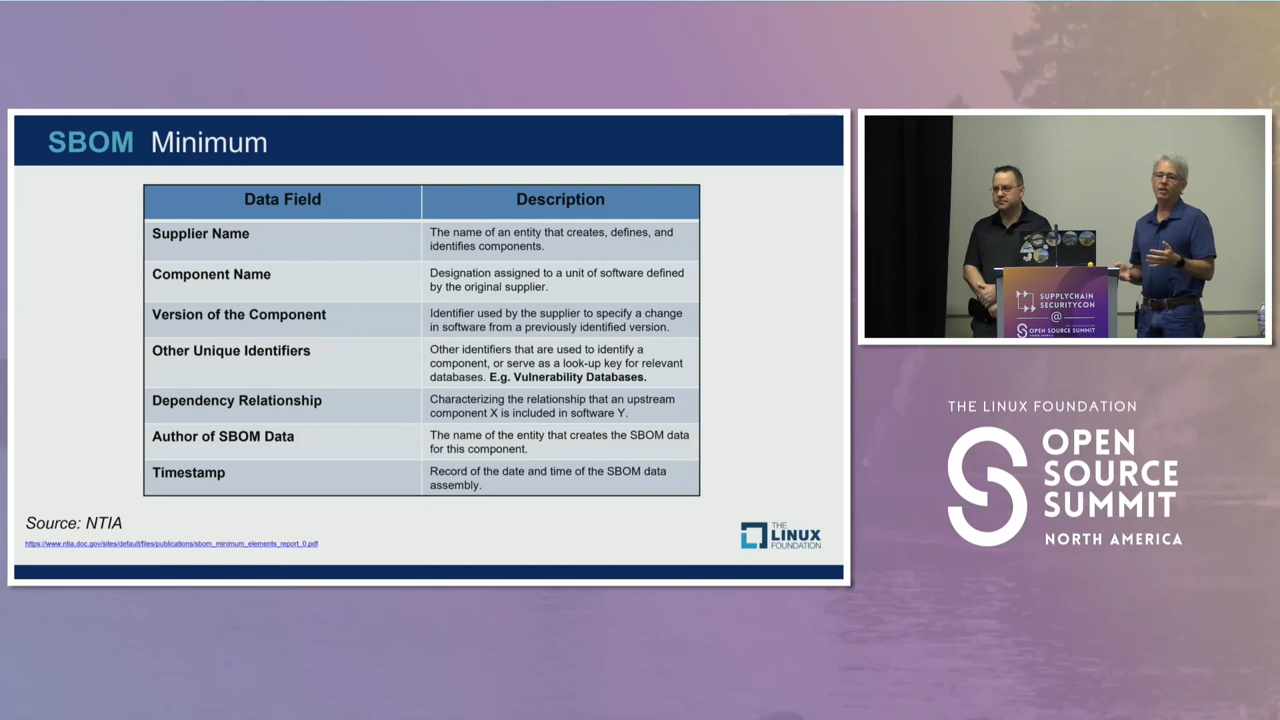 SBOM Minimum
Data Field
Description
Supplier Name
The name of an entity that creates, defines, and
identifies components.
Component Name
Designation assigned to a unit of software defined
by the original supplier.
Version of the Component
Identifier used by the supplier to specify a change
in software from a previously identified version.
Other Unique Identifiers
Other identifiers that are used to identify a
component, or serve as a look-up key for relevant
databases. E.g. Vulnerability Databases.
Dependency Relationship
Characterizing the relationship that an upstream
component X is included in software Y.
Author of SBOM Data
The name of the entity that creates the SBOM data
for this component.
Timestamp
Record of the date and time of the SBOM data
assembly.
Source: NTIA
https://www.ntia.doc.gov/sites/default/files/publications/sbom_minimum_elements_report_0.pdf
THE
LINUX
FOUNDATION
SUPPLYCHAIN
SECURITYCON
@
OPEN SOURCE SUMMIT
NORTH AMERICA
THE LINUX FOUNDATION
OPEN
SOURCE
SUMMIT
NORTH AMERICA